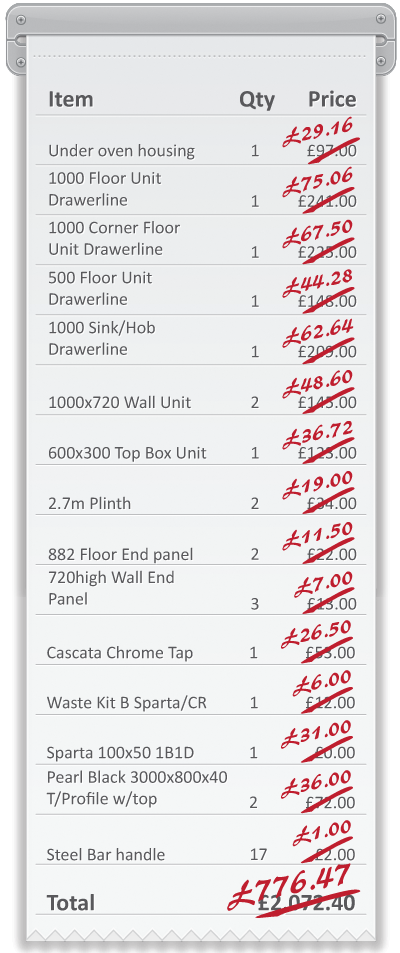 Item Qty Price
£29.16
Under oven housing 1 £97.00
1000 Floor Unit £75.06
Drawerline 1 £241.00
1000 Corner Floor £67.50
Unit Drawerline 1 £225.00
500 Floor Unit £44.28
Drawerline 1 £148.00
1000 Sink/Hob £62.64
Drawerline 1 £209.00
£48.60
1000x720 Wall Unit 2 £145.00
£36.72
600x300 Top Box Unit 1 £123.00
£19.00
2.7m Plinth 2 £34.00
£11.50
882 Floor End panel 2 £22.00
720high Wall End £7.00
Panel 3 £13.00
£26.50
Cascata Chrome Tap 1 £53.00
£6.00
Waste Kit B Sparta/CR 1 £12.00
£31.00
Sparta 100x50 1B1D 1 £0.00
Pearl Black 3000x800x40 £36.00
T/Profile w/top 2 £72.00
£1.00
Steel Bar handle 17 £2.00
£776.47
Total £2,072.40